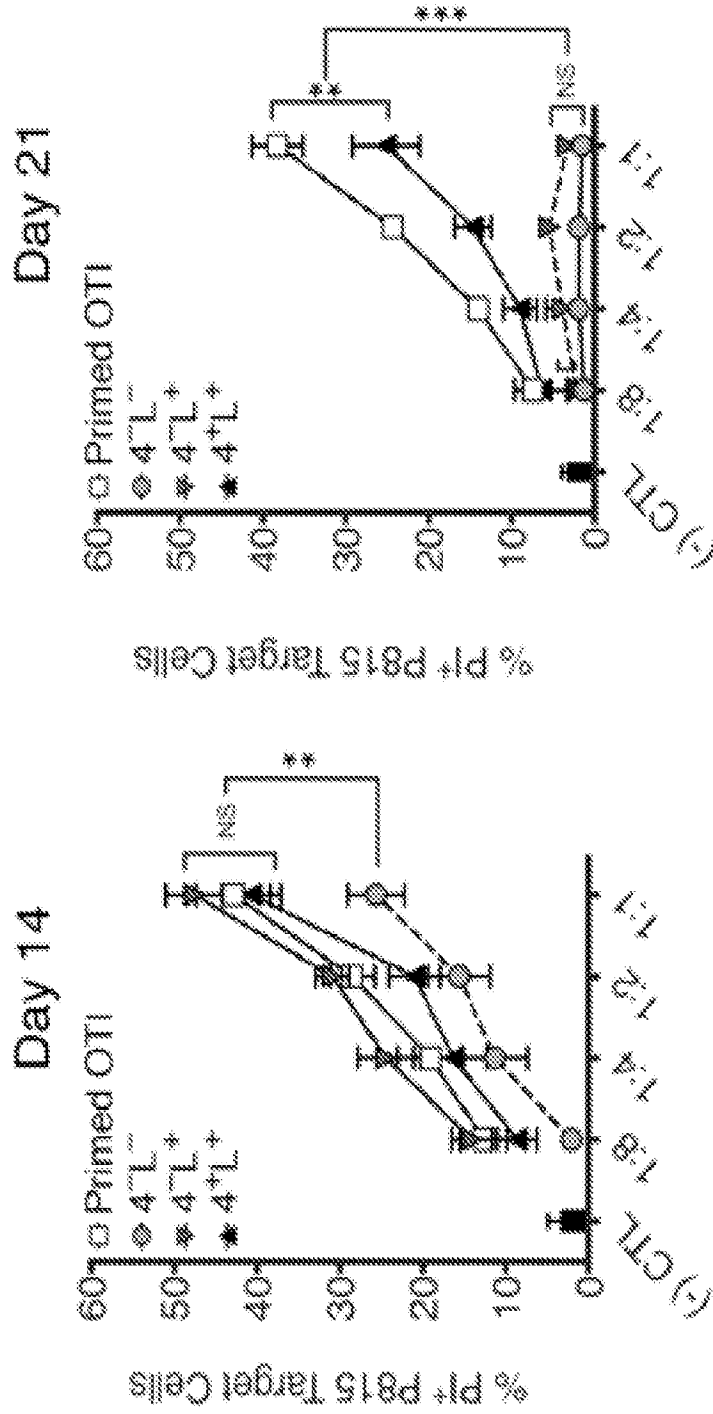 Day 14
Primed OTI
4⁻L⁻
4⁻L⁺
4⁺L⁺
60
50
40
30
20
10
0
% PI⁺ P815 Target Cells
(-) CTL
1:8
1:4
1:2
1:1
NS
**
Day 21
Primed OTI
4⁻L⁻
4⁻L⁺
4⁺L⁺
60
50
40
30
20
10
0
% PI⁺ P815 Target Cells
(-) CTL
1:8
1:4
1:2
1:1
**
NS
***